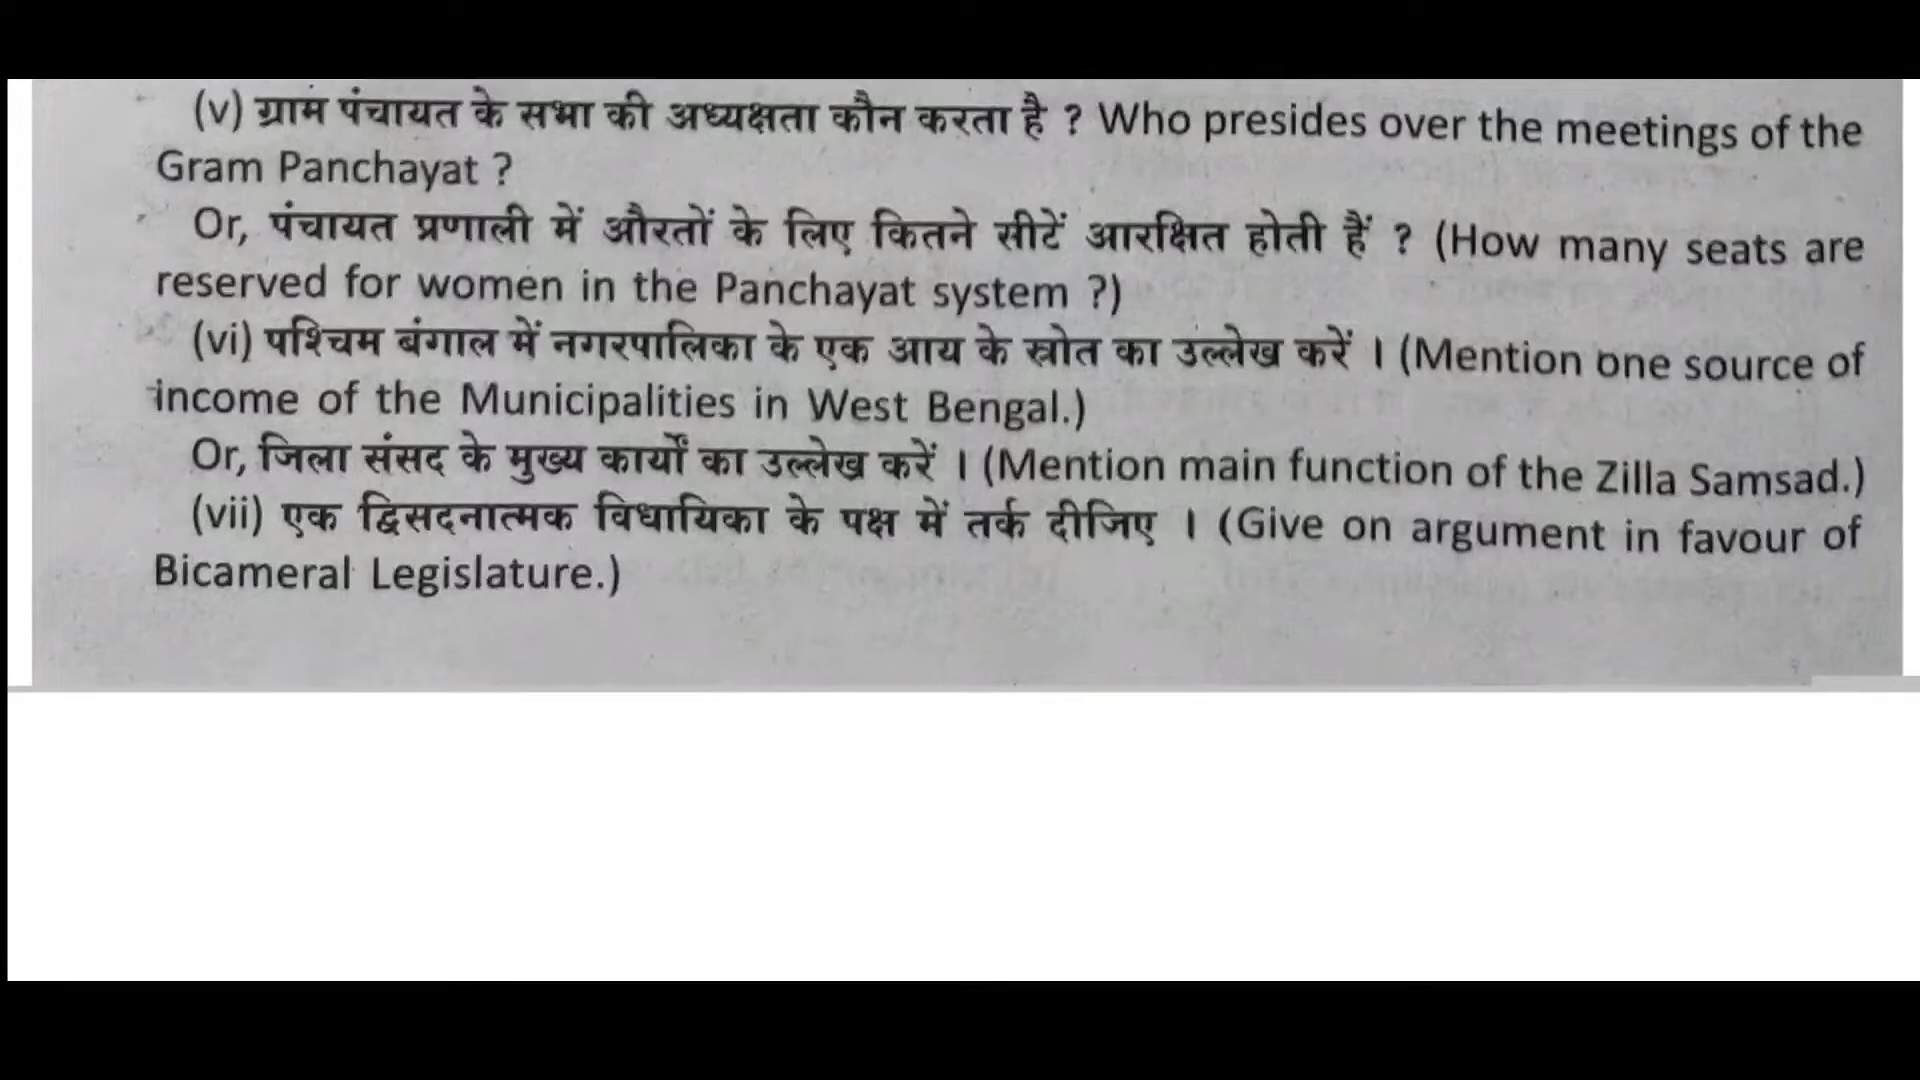 (v) ग्राम पंचायत के सभा की अध्यक्षता कौन करता है ? Who presides over the meetings of the
Gram Panchayat ?
Or, पंचायत प्रणाली में औरतों के लिए कितने सीटें आरक्षित होती हैं ? (How many seats are
reserved for women in the Panchayat system ?)
(vi) पश्चिम बंगाल में नगरपालिका के एक आय के स्रोत का उल्लेख करें । (Mention one source of
income of the Municipalities in West Bengal.)
Or, जिला संसद के मुख्य कार्यों का उल्लेख करें । (Mention main function of the Zilla Samsad.)
(vii) एक द्विसदनात्मक विधायिका के पक्ष में तर्क दीजिए । (Give on argument in favour of
Bicameral Legislature.)